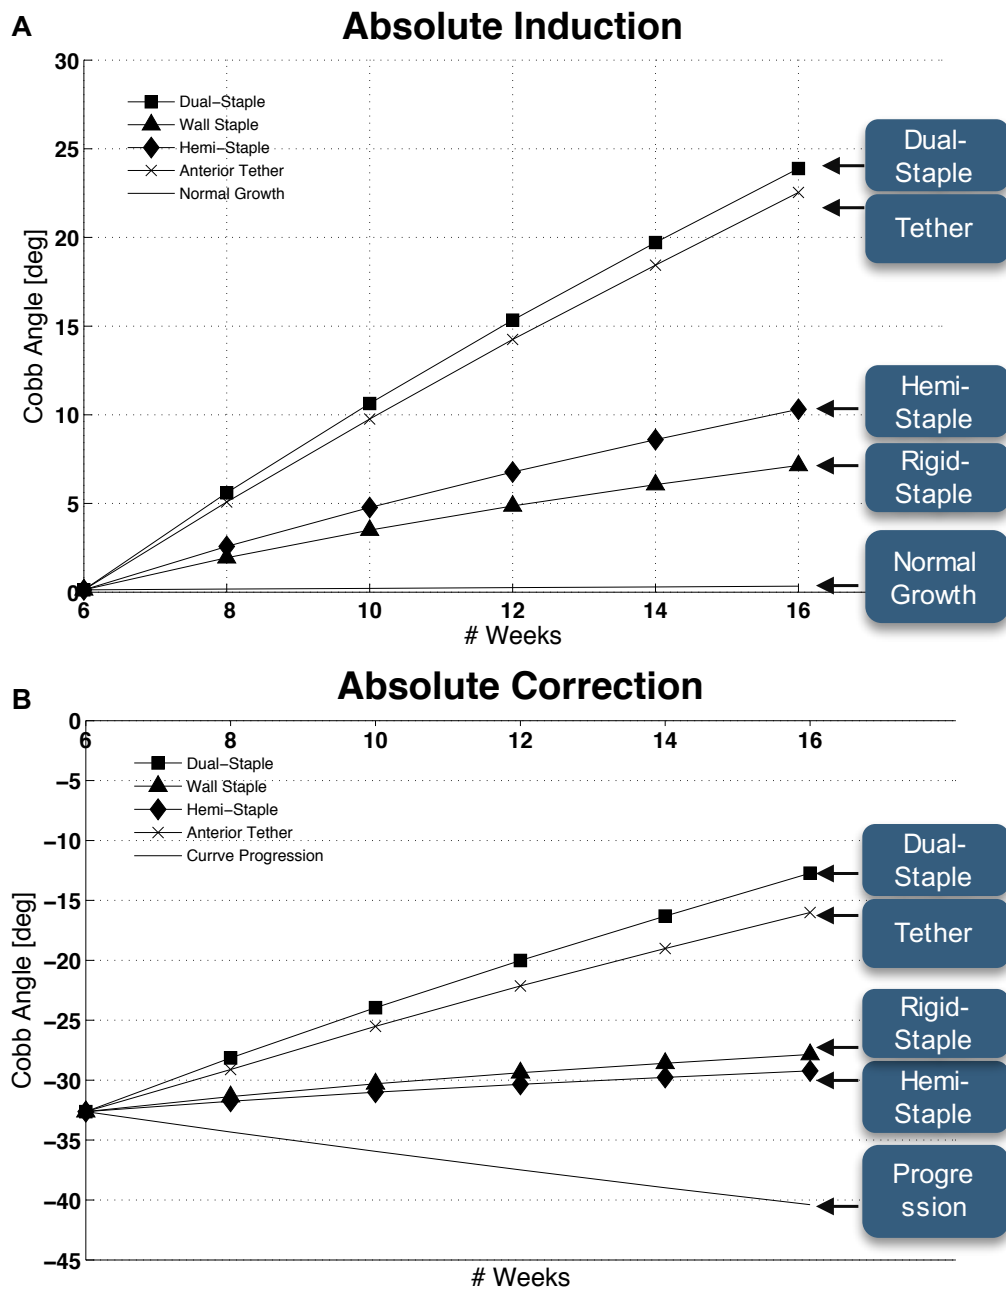 A
Absolute Induction
30
25
20
15
10
5
0
Cobb Angle [deg]
Dual-Staple
Wall Staple
Hemi-Staple
Anterior Tether
Normal Growth
6
8
10
12
14
16
# Weeks
Dual-
Staple
Tether
Hemi-
Staple
Rigid-
Staple
Normal
Growth
B
Absolute Correction
0
−5
−10
−15
−20
−25
−30
−35
−40
−45
Cobb Angle [deg]
6
8
10
12
14
16
Dual-Staple
Wall Staple
Hemi-Staple
Anterior Tether
Currve Progression
# Weeks
Dual-
Staple
Tether
Rigid-
Staple
Hemi-
Staple
Progre
ssion